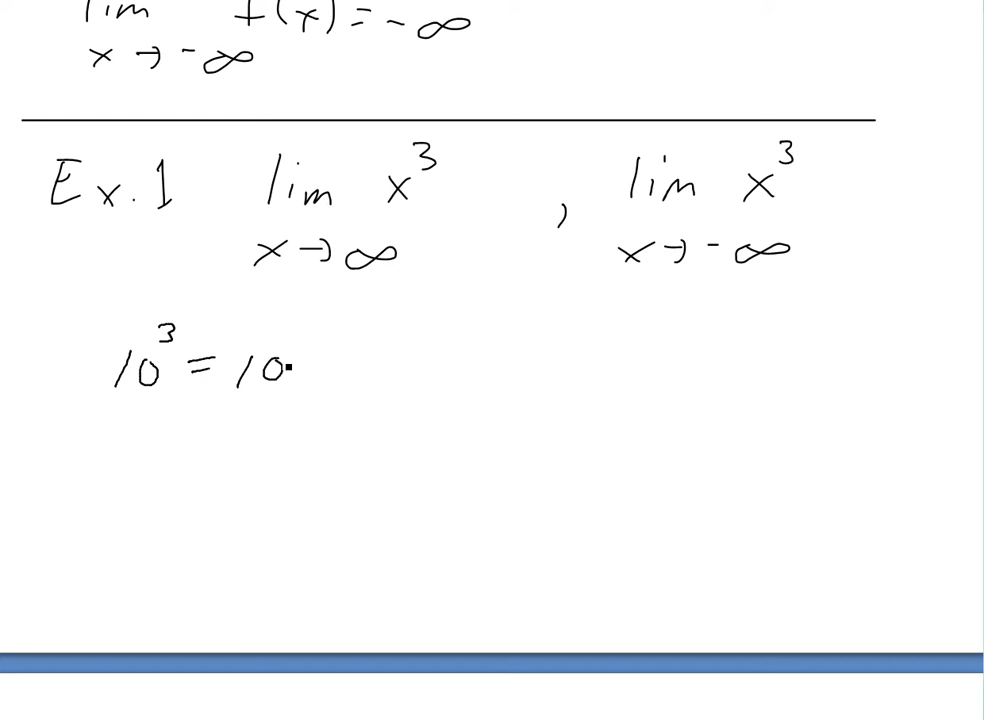 lim f(x) = -∞
x → -∞
Ex. 1 lim x³ , lim x³
x → ∞ x → -∞
10³ = 10